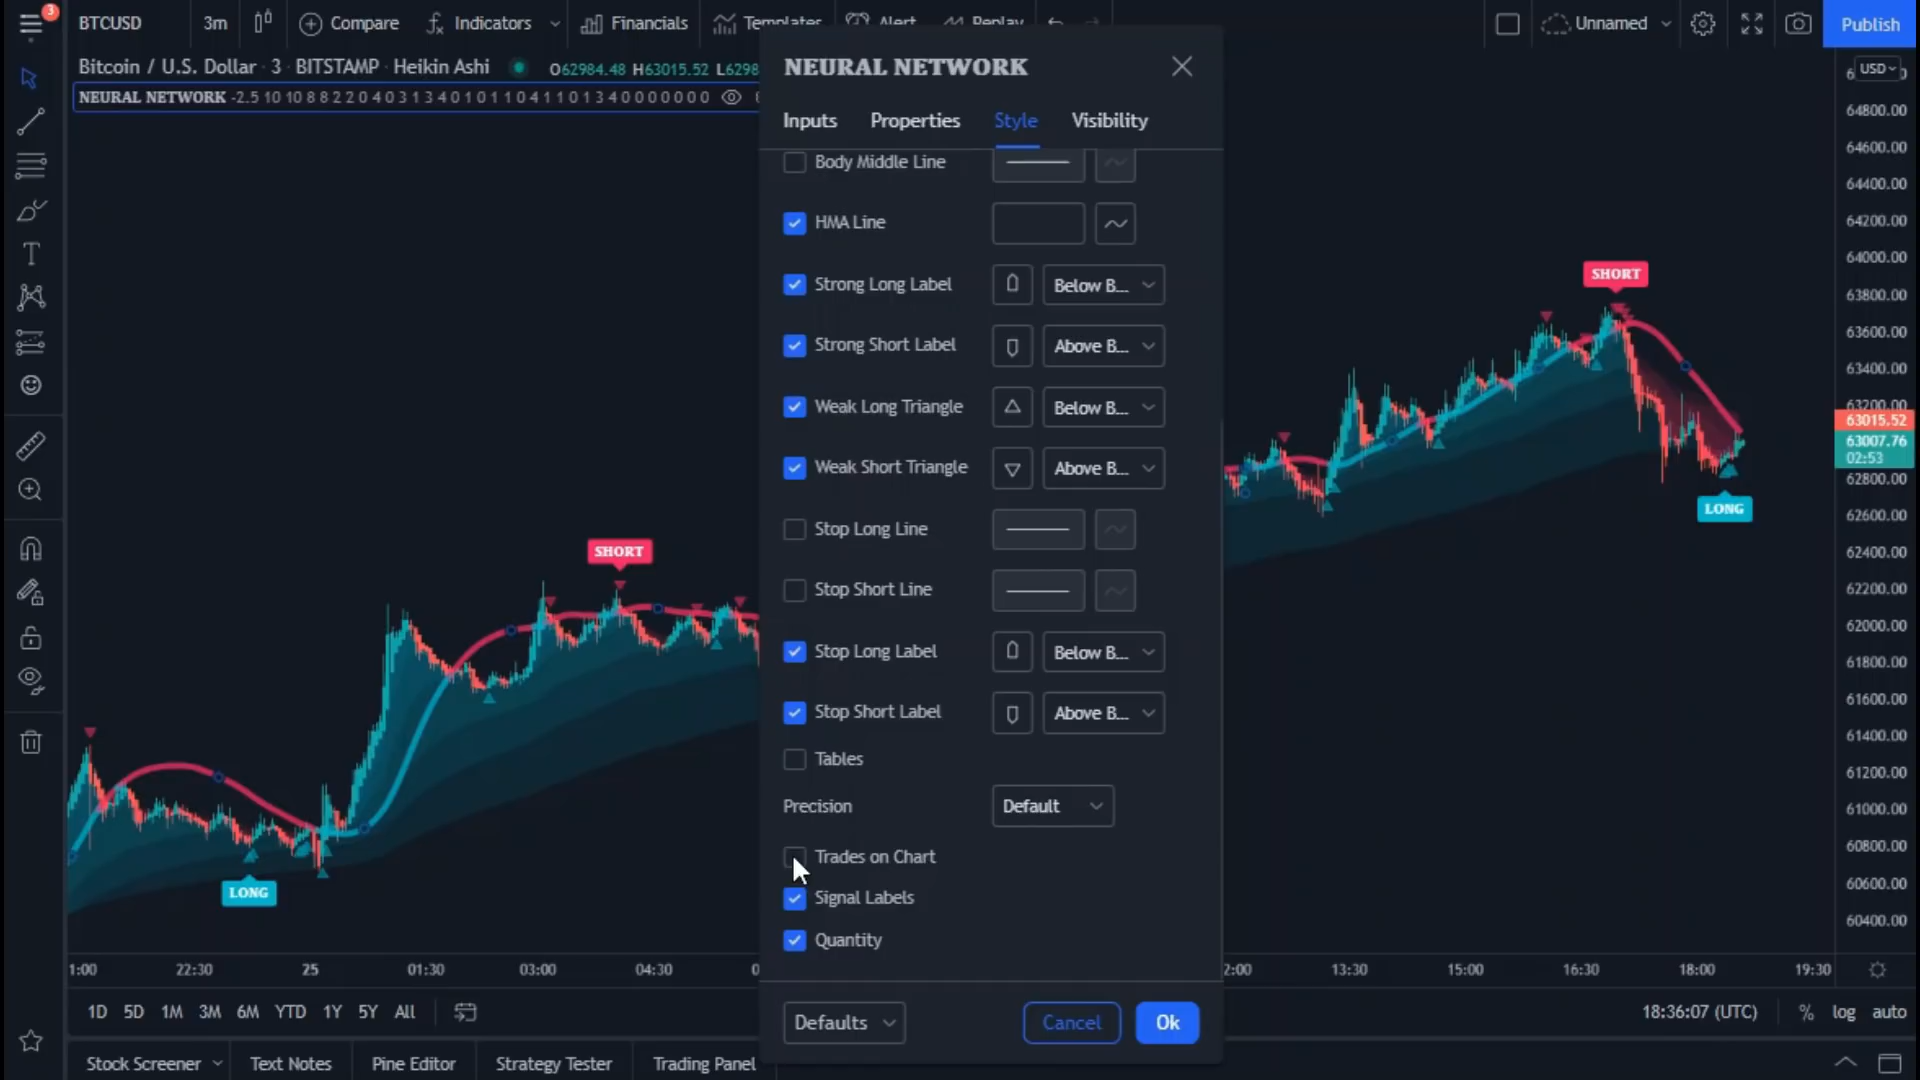 3
BTCUSD
3m
Compare
Indicators
Financials
Templates
Alert
Replay
Unnamed
Publish
Bitcoin / U.S. Dollar · 3 · BITSTAMP · Heikin Ashi
O62984.48 H63015.52 L6298
NEURAL NETWORK -2.5 10 10 8 8 2 2 0 4 0 3 1 3 4 0 1 0 1 1 0 4 1 1 0 1 3 4 0 0 0 0 0 0 0
NEURAL NETWORK
Inputs
Properties
Style
Visibility
Body Middle Line
HMA Line
Strong Long Label
Below B...
Strong Short Label
Above B...
Weak Long Triangle
Below B...
Weak Short Triangle
Above B...
Stop Long Line
Stop Short Line
Stop Long Label
Below B...
Stop Short Label
Above B...
Tables
Precision
Default
Trades on Chart
Signal Labels
Quantity
Defaults
Cancel
Ok
SHORT
LONG
SHORT
LONG
USD
64800.00
64600.00
64400.00
64200.00
64000.00
63800.00
63600.00
63400.00
63200.00
63015.52
63007.76
02:53
62800.00
62600.00
62400.00
62200.00
62000.00
61800.00
61600.00
61400.00
61200.00
61000.00
60800.00
60600.00
60400.00
1:00
22:30
25
01:30
03:00
04:30
0
2:00
13:30
15:00
16:30
18:00
19:30
1D
5D
1M
3M
6M
YTD
1Y
5Y
All
18:36:07 (UTC)
%
log
auto
Stock Screener
Text Notes
Pine Editor
Strategy Tester
Trading Panel